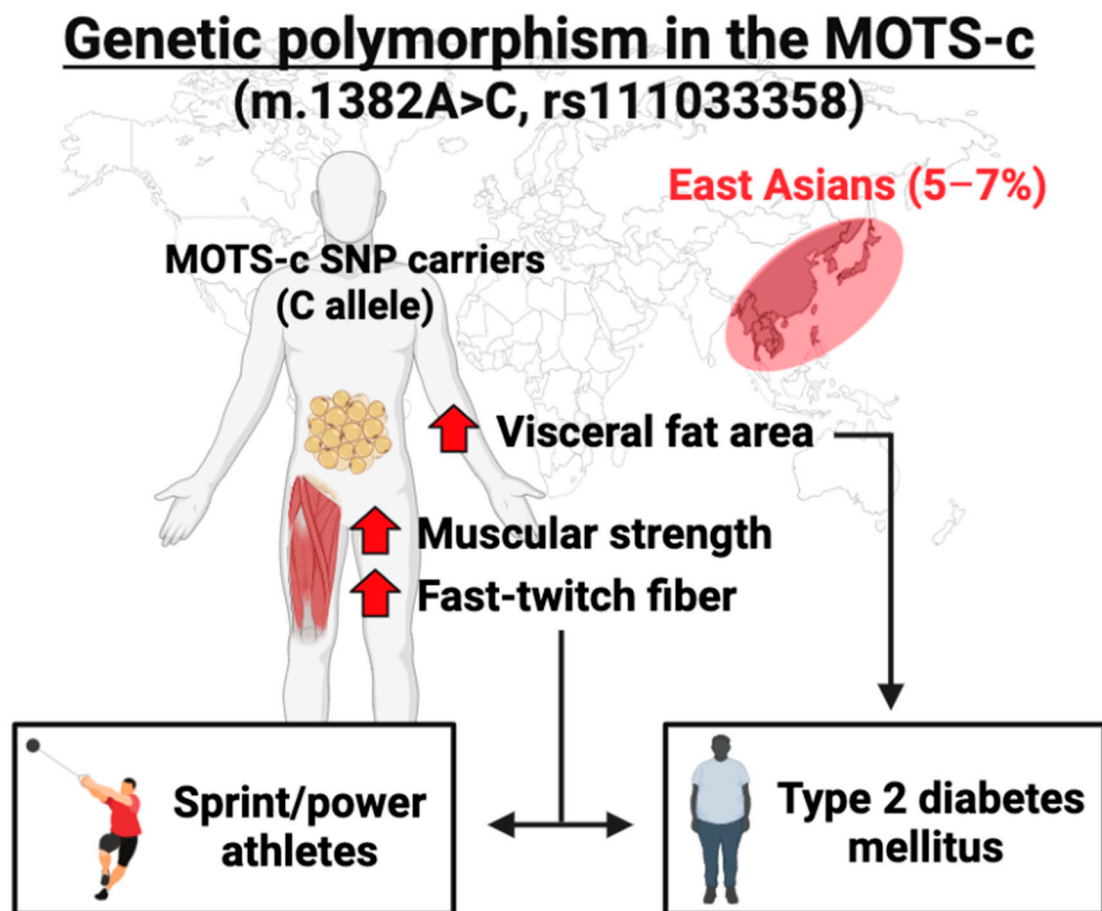 Genetic polymorphism in the MOTS-c
(m.1382A>C, rs111033358)
East Asians (5–7%)
MOTS-c SNP carriers
(C allele)
Visceral fat area
Muscular strength
Fast-twitch fiber
Sprint/power
athletes
Type 2 diabetes
mellitus